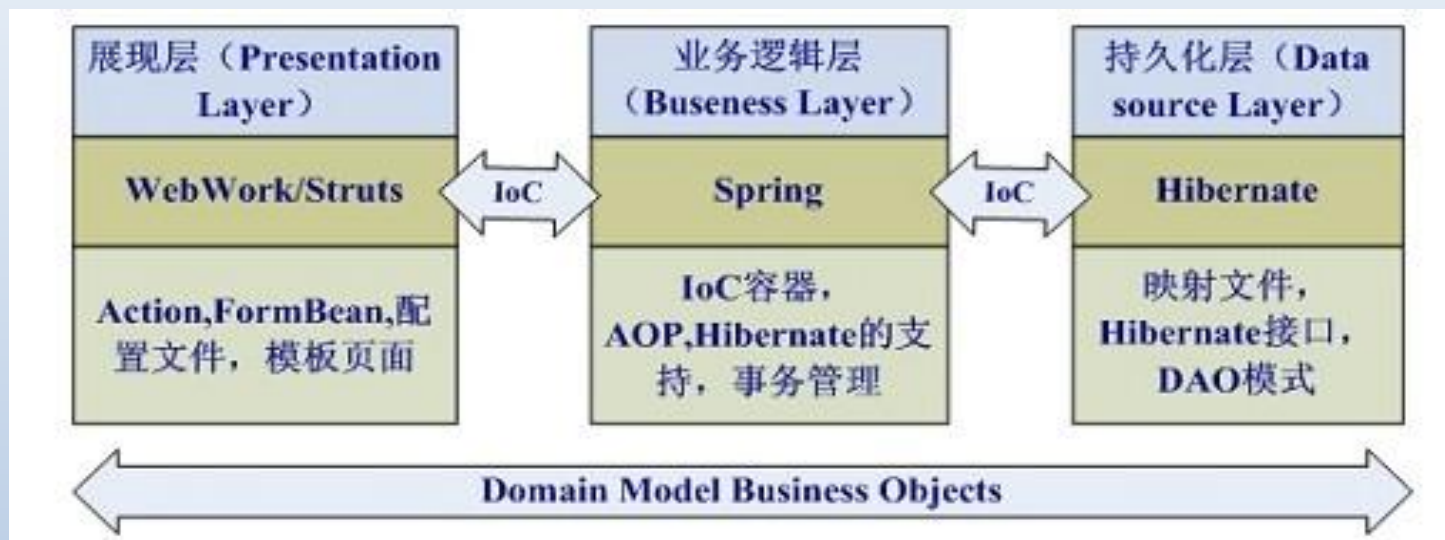 展现层（Presentation
Layer）
WebWork/Struts
Action,FormBean,配
置文件，模板页面
IoC
业务逻辑层
（Buseness Layer）
Spring
IoC容器，
AOP,Hibernate的支
持，事务管理
IoC
持久化层（Data
source Layer）
Hibernate
映射文件，
Hibernate接口，
DAO模式
Domain Model Business Objects